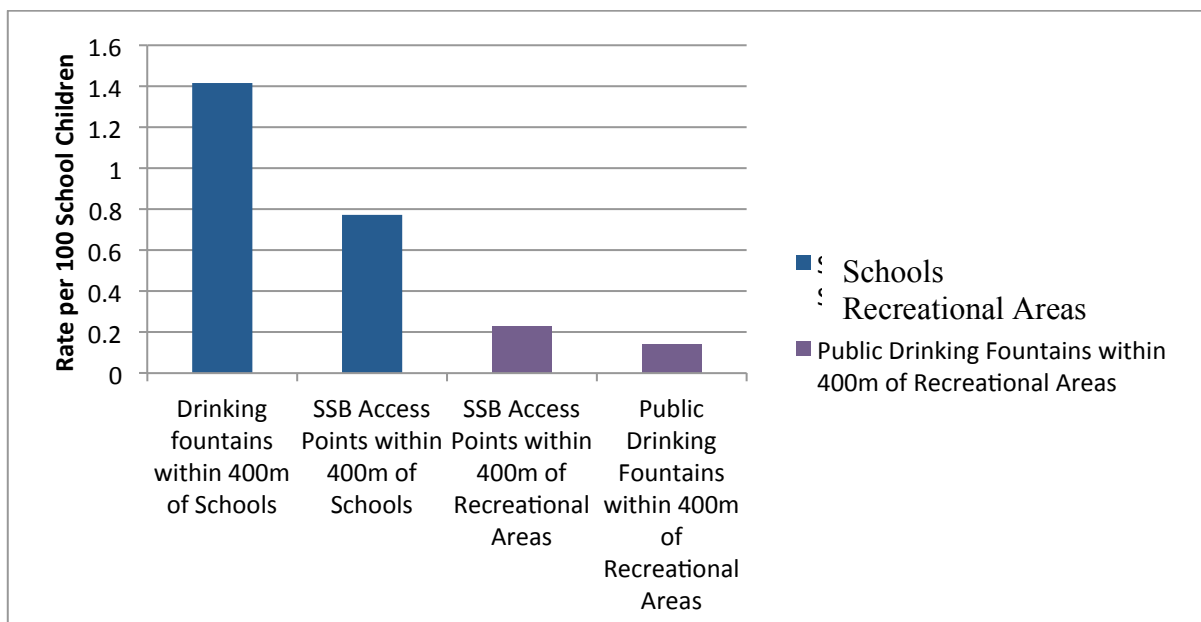 Rate per 100 School Children
1.6
1.4
1.2
1
0.8
0.6
0.4
0.2
0
Drinking
fountains
within 400m
of Schools
SSB Access
Points within
400m of
Schools
SSB Access
Points within
400m of
Recreational
Areas
Public
Drinking
Fountains
within 400m
of
Recreational
Areas
Schools
Recreational Areas
Public Drinking Fountains within
400m of Recreational Areas